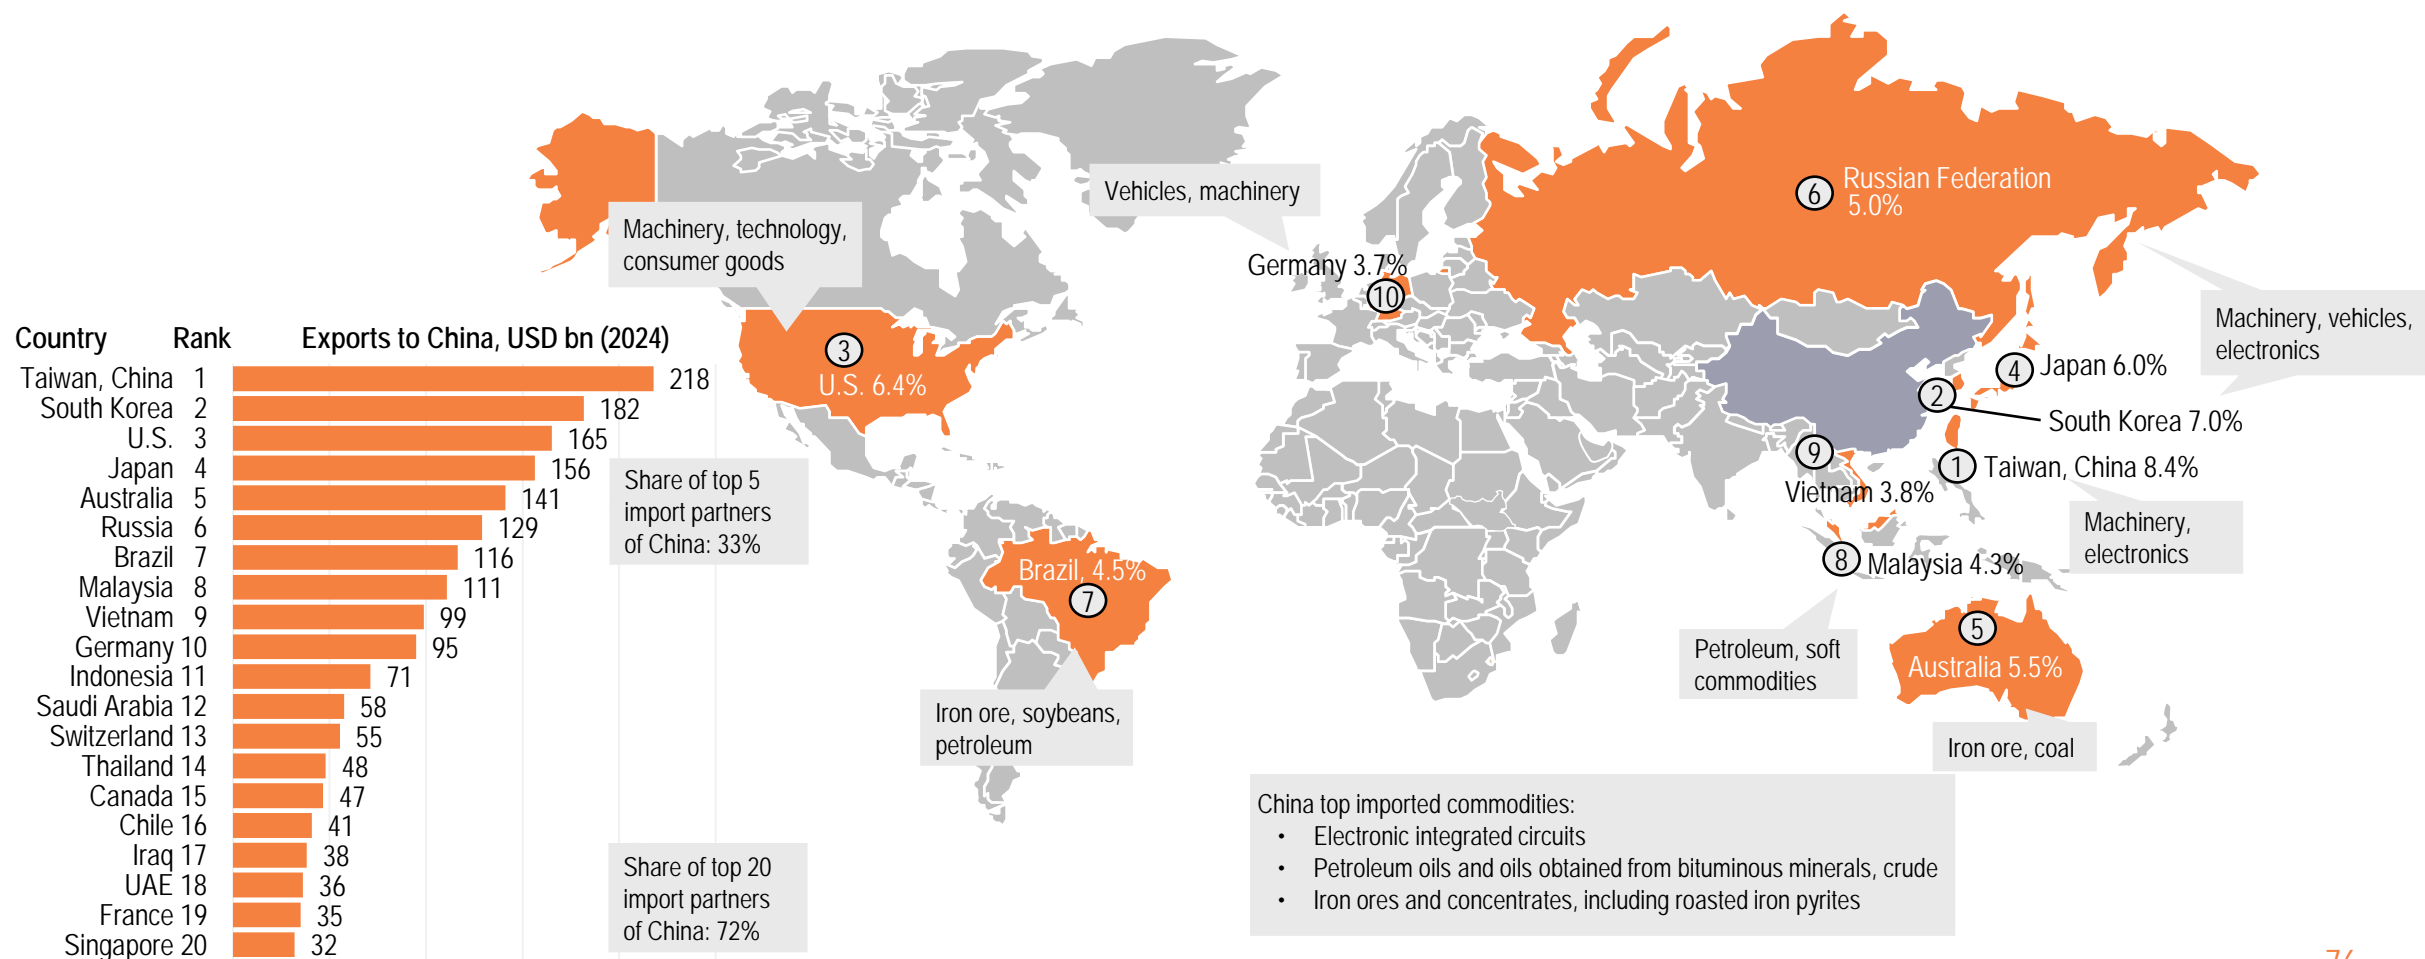 Country Rank Exports to China, USD bn (2024)
Taiwan, China 1 218
South Korea 2 182
U.S. 3 165
Japan 4 156
Australia 5 141
Russia 6 129
Brazil 7 116
Malaysia 8 111
Vietnam 9 99
Germany 10 95
Indonesia 11 71
Saudi Arabia 12 58
Switzerland 13 55
Thailand 14 48
Canada 15 47
Chile 16 41
Iraq 17 38
UAE 18 36
France 19 35
Singapore 20 32
Share of top 5
import partners
of China: 33%
Share of top 20
import partners
of China: 72%
Machinery, technology,
consumer goods
3
U.S. 6.4%
Vehicles, machinery
Germany 3.7%
10
6
Russian Federation
5.0%
Machinery, vehicles,
electronics
4
Japan 6.0%
2
South Korea 7.0%
9
Vietnam 3.8%
1
Taiwan, China 8.4%
Machinery,
electronics
8
Malaysia 4.3%
Petroleum, soft
commodities
Brazil, 4.5%
7
Iron ore, soybeans,
petroleum
5
Australia 5.5%
Iron ore, coal
China top imported commodities:
• Electronic integrated circuits
• Petroleum oils and oils obtained from bituminous minerals, crude
• Iron ores and concentrates, including roasted iron pyrites